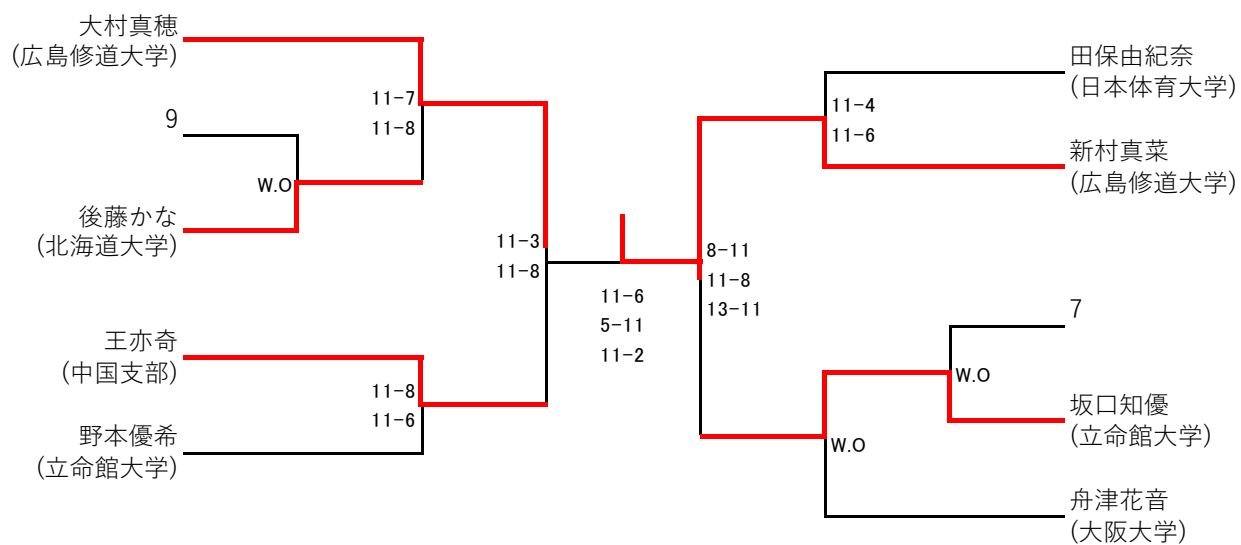 大村真穂
(広島修道大学)
11-7
11-8
9
W.O
後藤かな
(北海道大学)
11-3
11-8
王亦奇
(中国支部)
11-8
11-6
野本優希
(立命館大学)
11-6
5-11
11-2
田保由紀奈
(日本体育大学)
11-4
11-6
新村真菜
(広島修道大学)
8-11
11-8
13-11
7
W.O
坂口知優
(立命館大学)
W.O
舟津花音
(大阪大学)